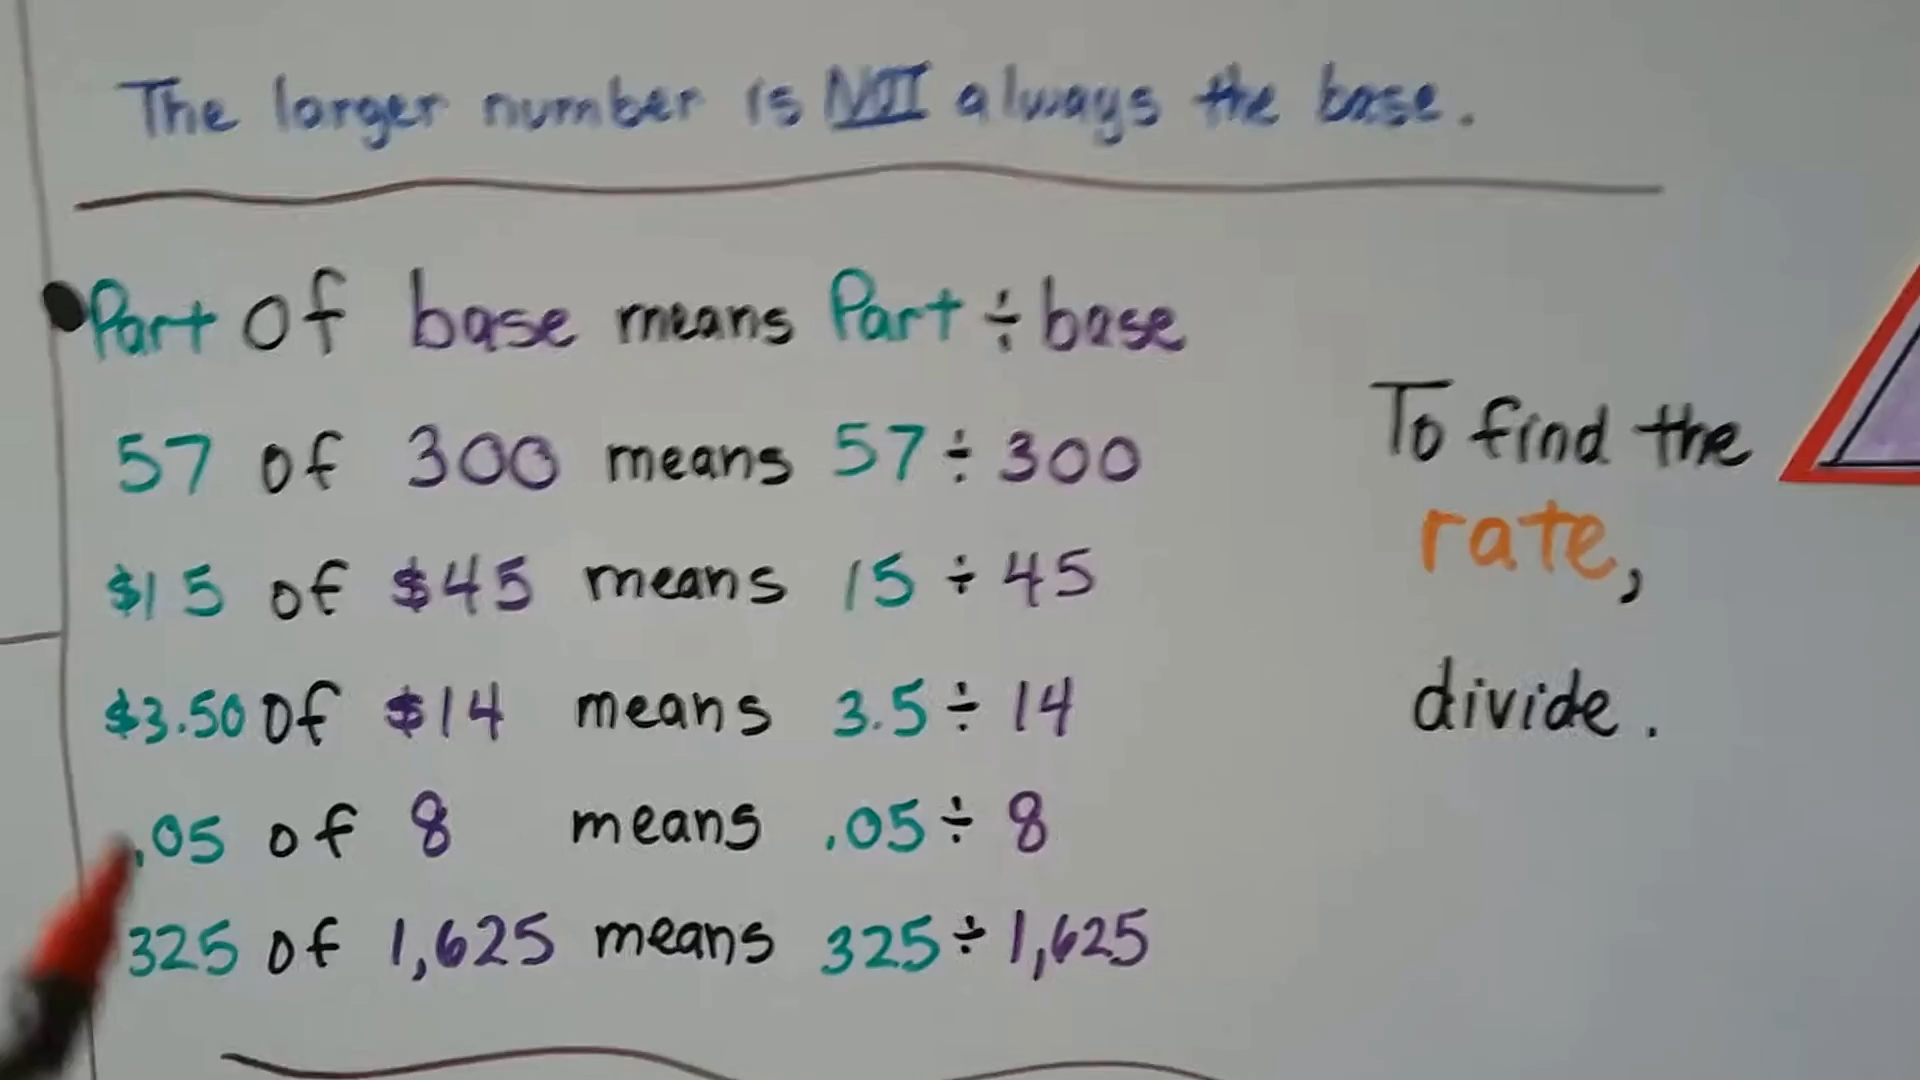 The larger number is NOT always the base.
Part of base means Part ÷ base
57 of 300 means 57 ÷ 300
$15 of $45 means 15 ÷ 45
$3.50 of $14 means 3.5 ÷ 14
.05 of 8 means .05 ÷ 8
325 of 1,625 means 325 ÷ 1,625
To find the
rate,
divide.